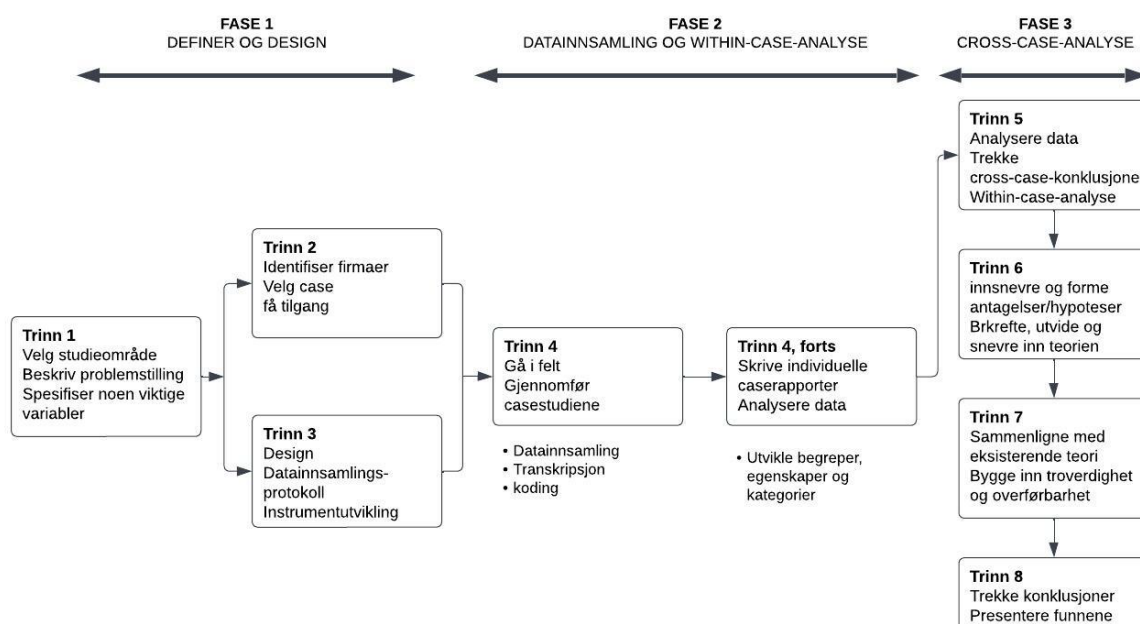 FASE 1
DEFINER OG DESIGN
FASE 2
DATAINNSAMLING OG WITHIN-CASE-ANALYSE
FASE 3
CROSS-CASE-ANALYSE
Trinn 1
Velg studieområde
Beskriv problemstilling
Spesifiser noen viktige
variabler
Trinn 2
Identifiser firmaer
Velg case
få tilgang
Trinn 3
Design
Datainnsamlings-
protokoll
Instrumentutvikling
Trinn 4
Gå i felt
Gjennomfør
casestudiene
• Datainnsamling
• Transkripsjon
• koding
Trinn 4, forts
Skrive individuelle
caserapporter
Analysere data
• Utvikle begreper,
egenskaper og
kategorier
Trinn 5
Analysere data
Trekke
cross-case-konklusjone
Within-case-analyse
Trinn 6
innsnevre og forme
antagelser/hypoteser
Brkrefte, utvide og
snevre inn teorien
Trinn 7
Sammenligne med
eksisterende teori
Bygge inn troverdighet
og overførbarhet
Trinn 8
Trekke konklusjoner
Presentere funnene